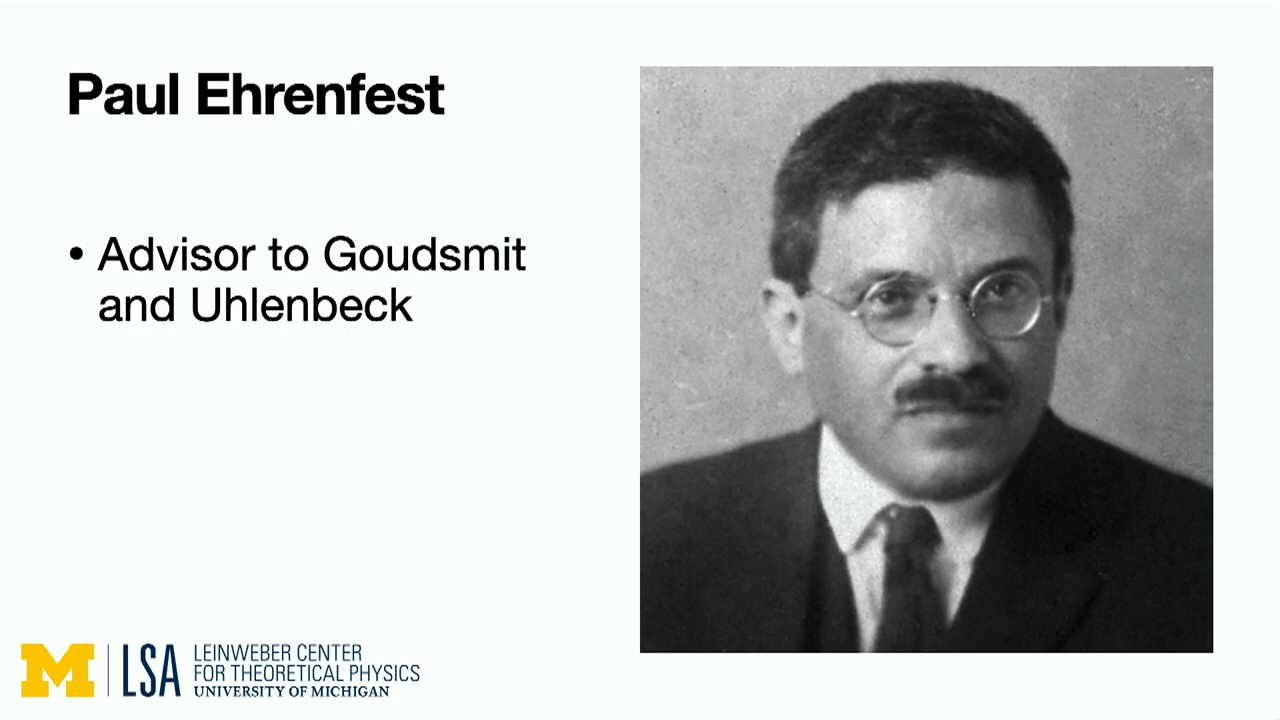 Paul Ehrenfest
• Advisor to Goudsmit
and Uhlenbeck
M
LSA
LEINWEBER CENTER
FOR THEORETICAL PHYSICS
UNIVERSITY OF MICHIGAN